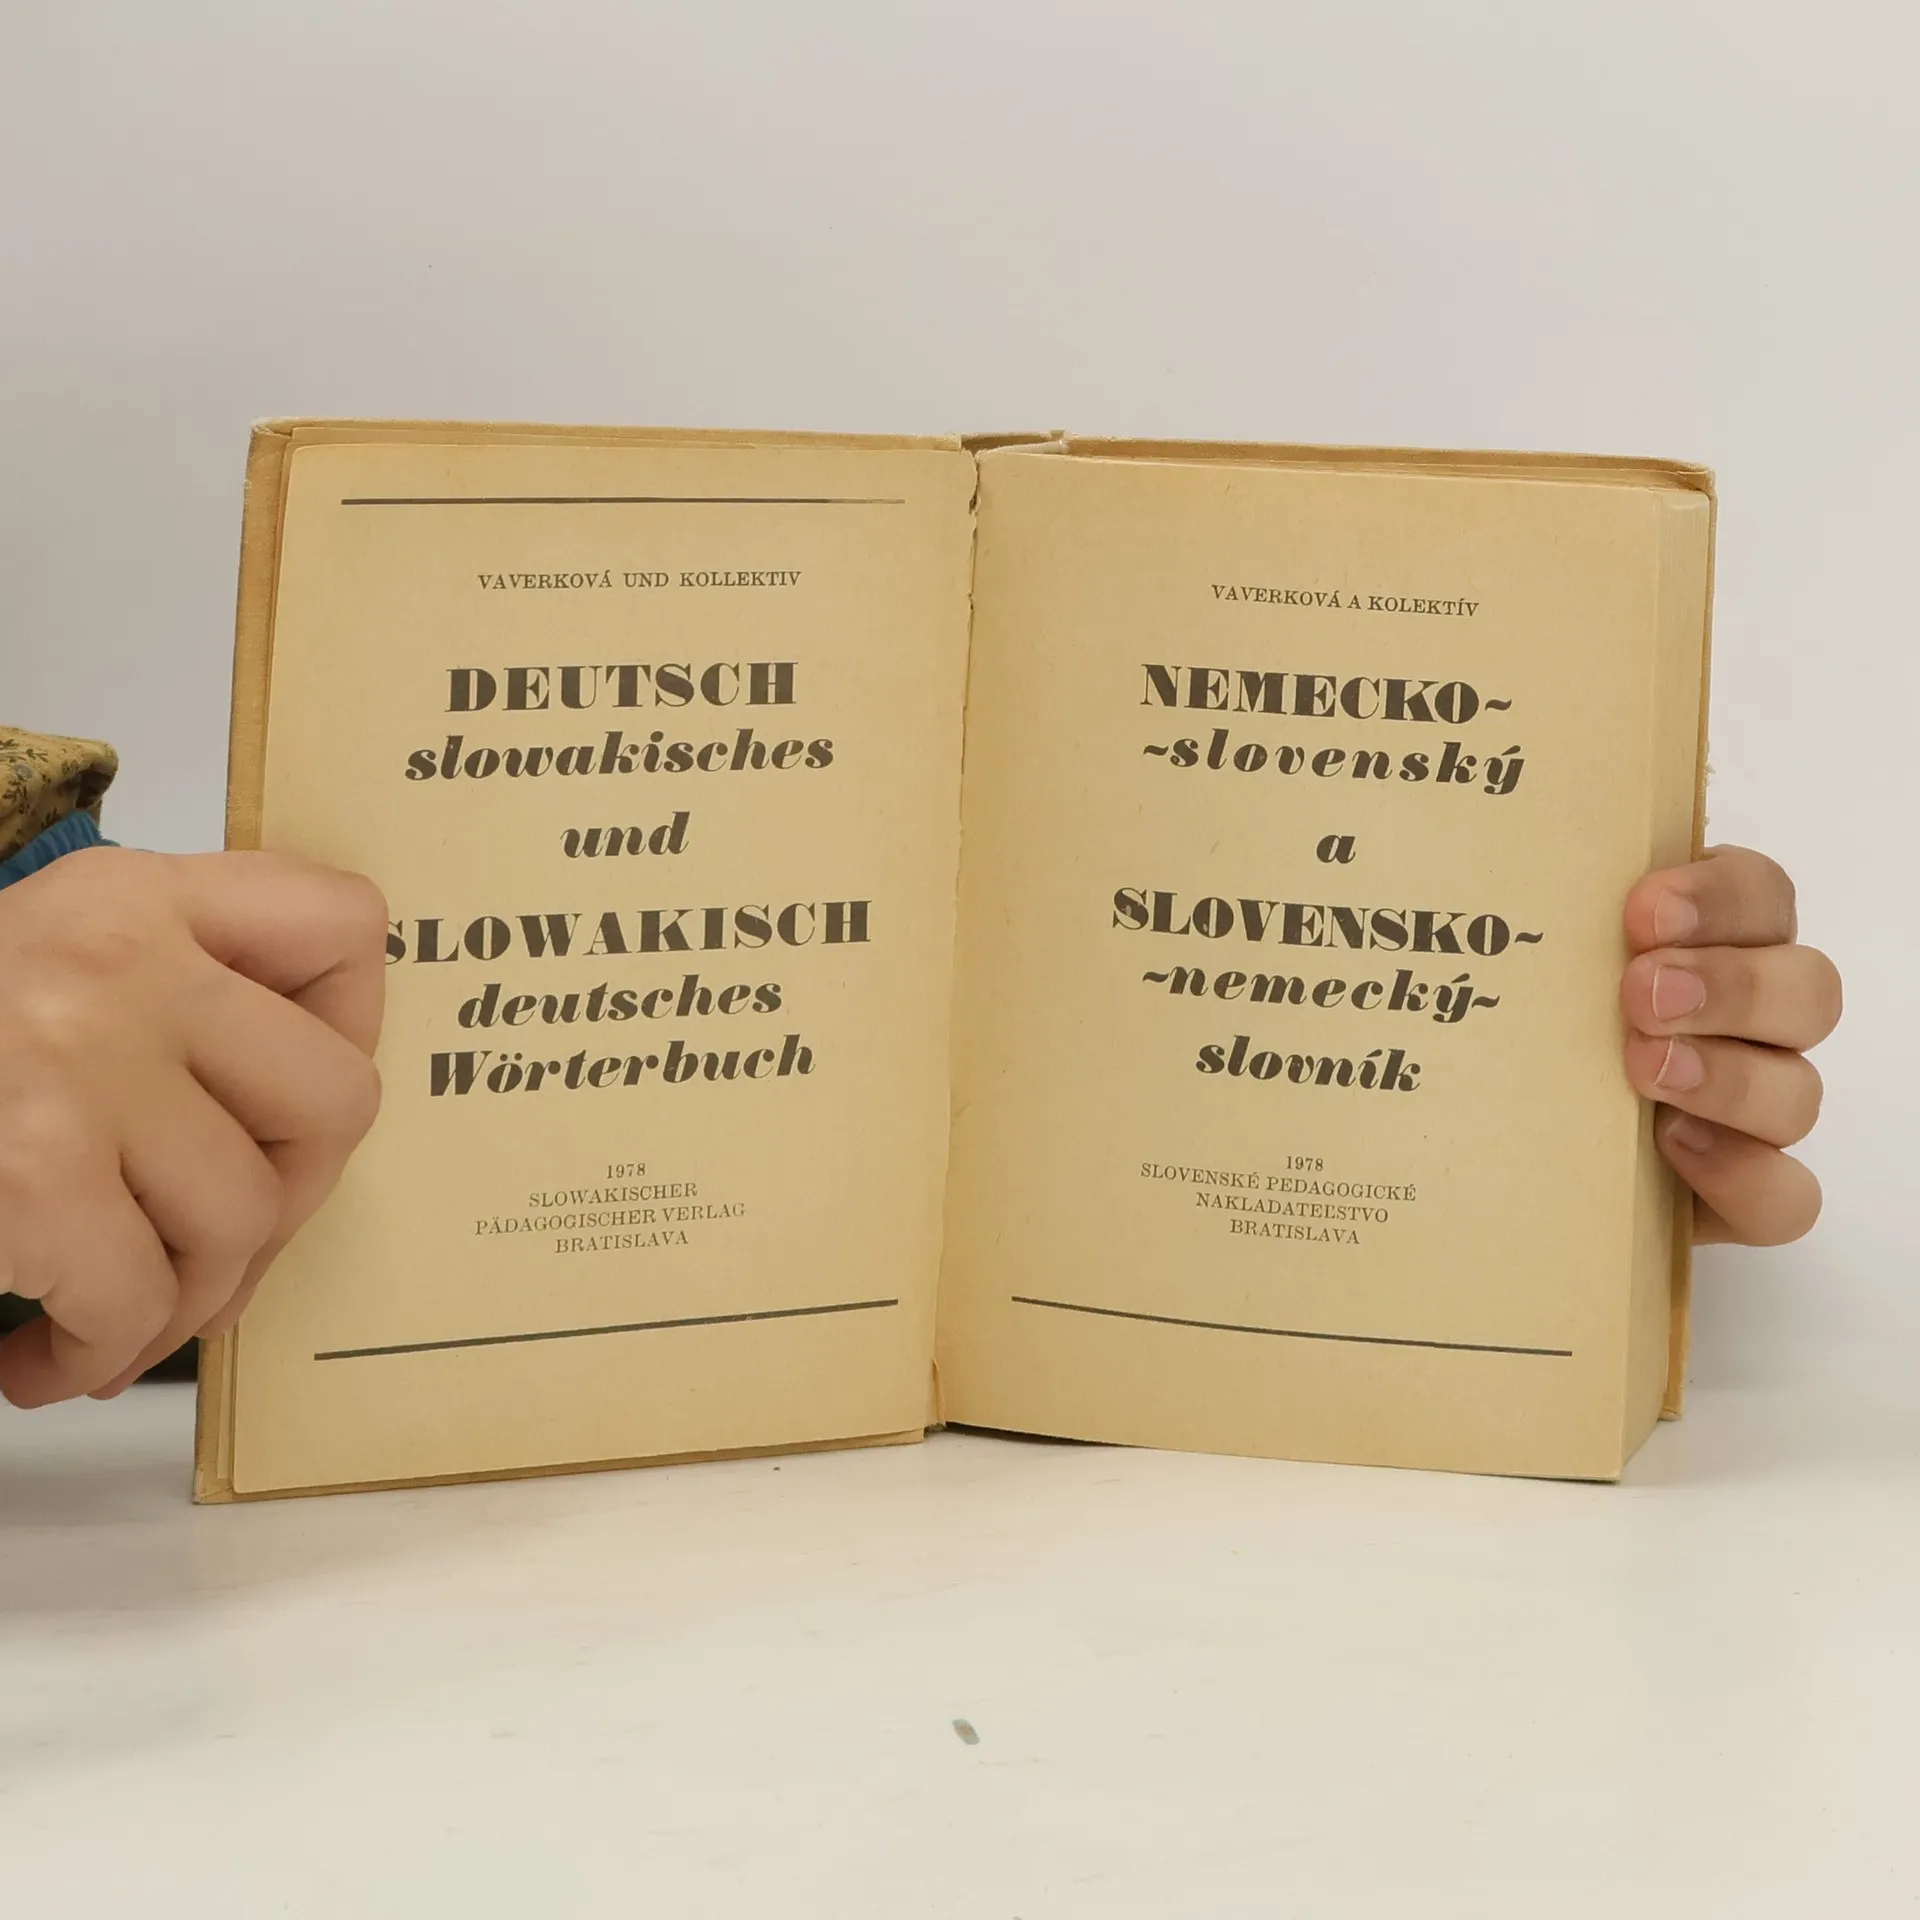 VAVERKOVÁ UND KOLLEKTIV
DEUTSCH
slowakisches
und
SLOWAKISCH
deutsches
Wörterbuch
1978
SLOWAKISCHER
PÄDAGOGISCHER VERLAG
BRATISLAVA
VAVERKOVÁ A KOLEKTÍV
NEMECKO~
~slovenský
a
SLOVENSKO~
~nemecký~
slovník
1978
SLOVENSKÉ PEDAGOGICKÉ
NAKLADATEĽSTVO
BRATISLAVA